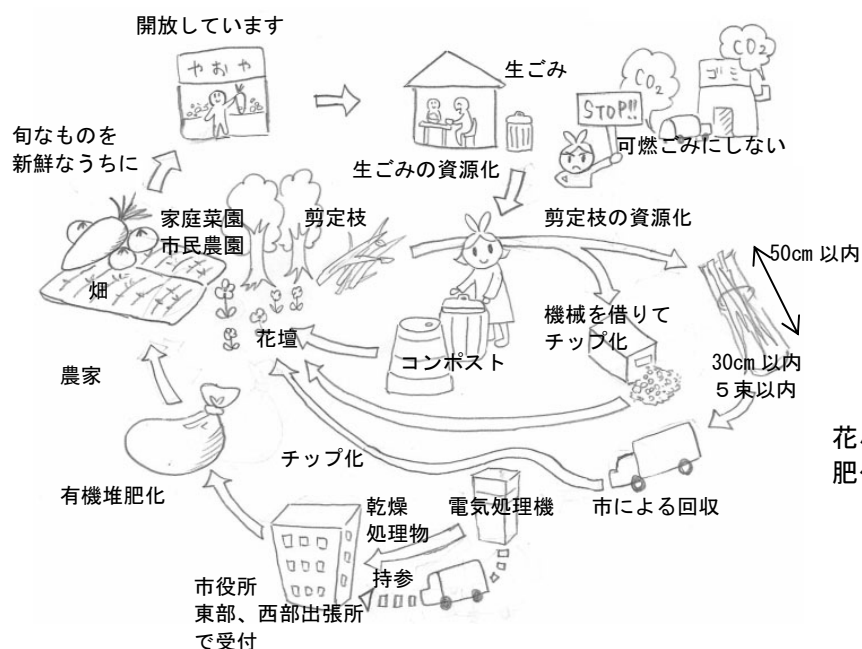 開放しています
やおや
生ごみ
CO2
CO2
ゴミ
STOP!!
可燃ごみにしない
旬なものを
新鮮なうちに
生ごみの資源化
家庭菜園
市民農園
剪定枝
剪定枝の資源化
50cm 以内
畑
機械を借りて
チップ化
花壇
コンポスト
30cm 以内
5束以内
農家
花
肥
チップ化
有機堆肥化
乾燥
処理物
電気処理機
市による回収
持参
市役所
東部、西部出張所
で受付